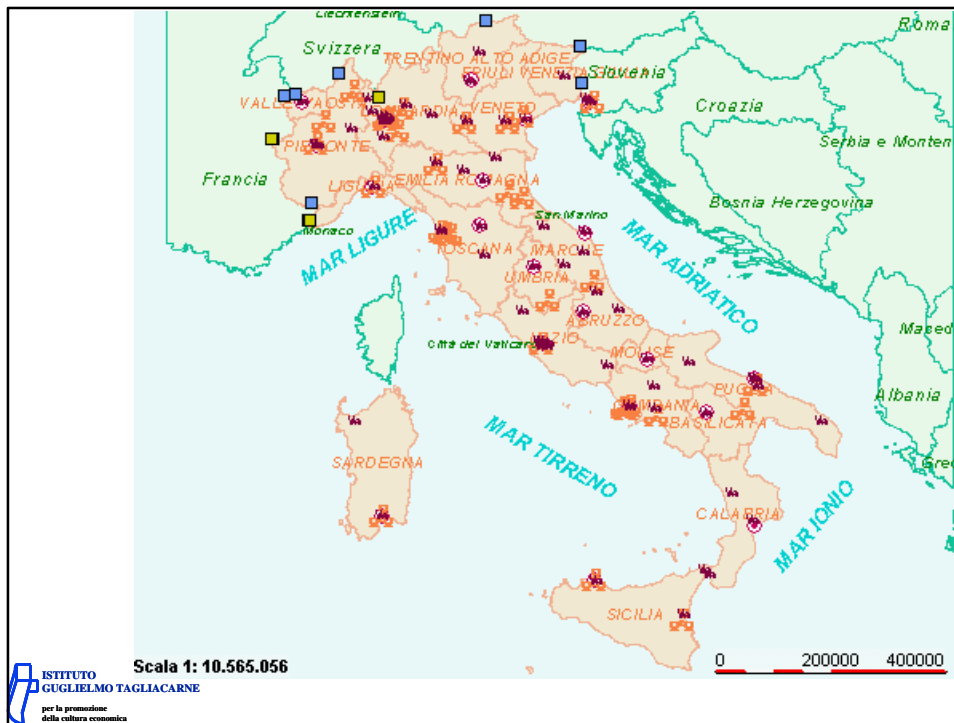 Liechtenstein
Roma
Svizzera
TRENTINO ALTO ADIGE
FRIULI VENEZIA
Slovenia
VENETO
Croazia
PIEMONTE
Serbia e Monten
Francia
LIGURIA
EMILIA ROMAGNA
Bosnia Herzegovina
San Marino
Monaco
MAR LIGURE
TOSCANA
MARCHE
MAR ADRIATICO
UMBRIA
ABRUZZO
LAZIO
Città del Vaticano
MOLISE
Maced
PUGLIA
Albania
CAMPANIA
BASILICATA
MAR TIRRENO
SARDEGNA
Gre
CALABRIA
MAR IONIO
SICILIA
Scala 1: 10.565.056
0 200000 400000
ISTITUTO
GUGLIELMO TAGLIACARNE
per la promozione
della cultura economica